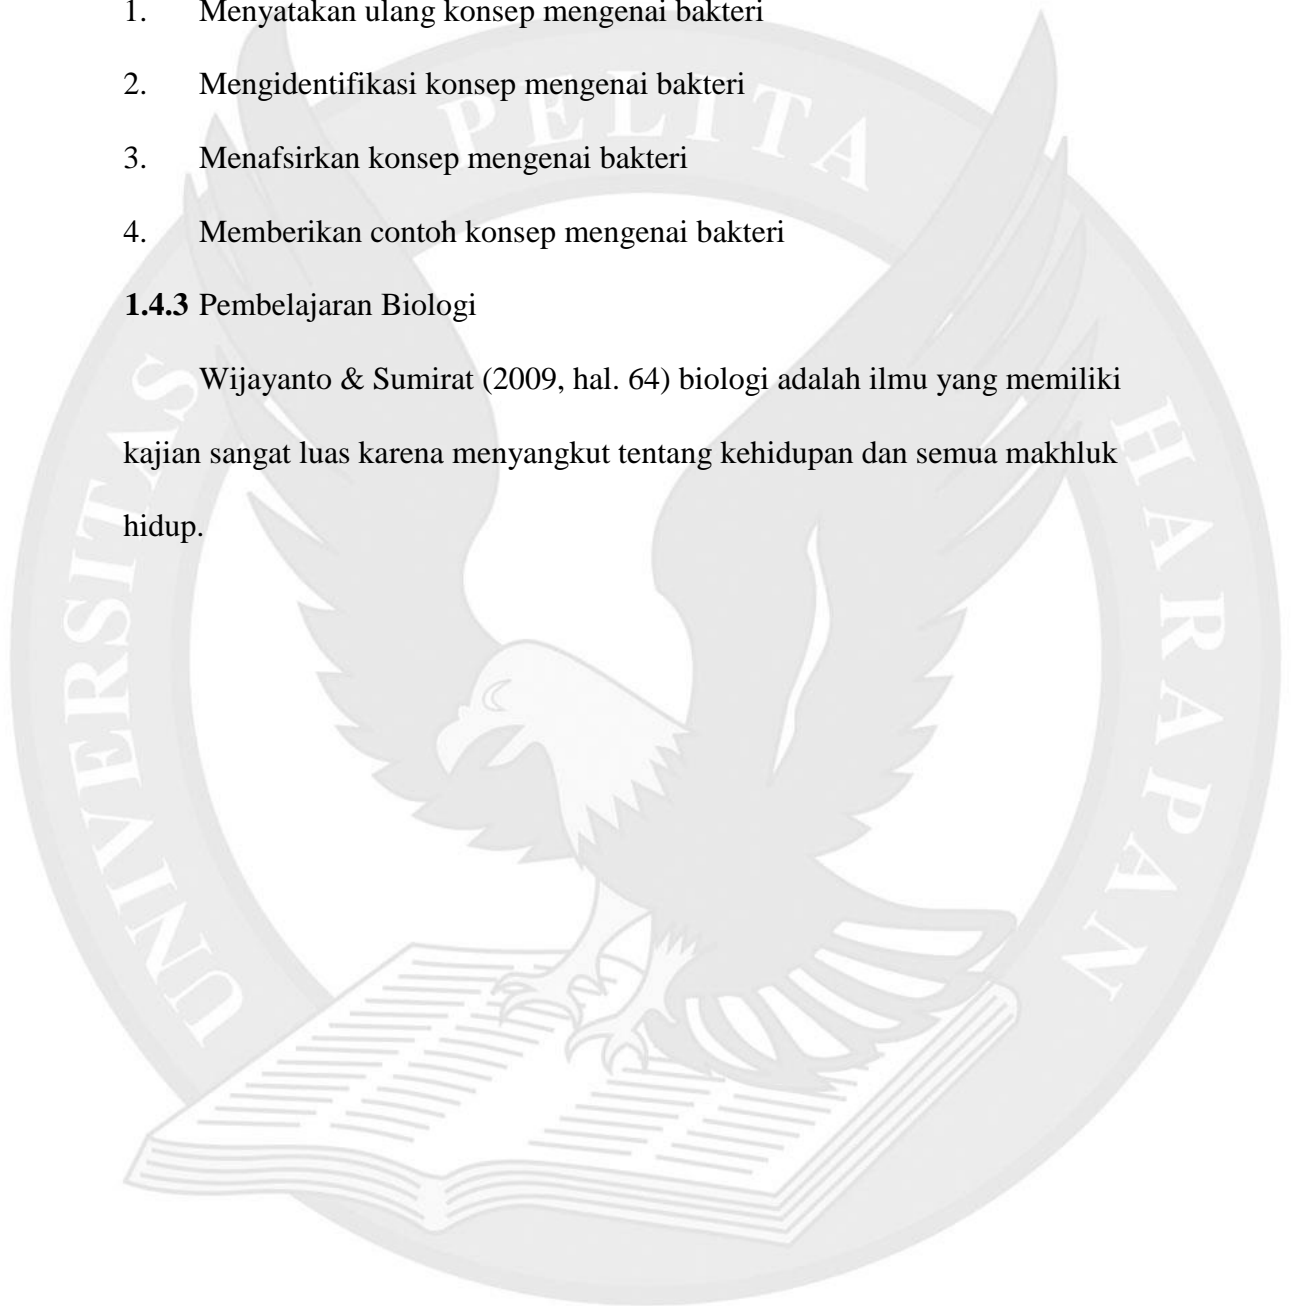 1. Menyatakan ulang konsep mengenai bakteri
2. Mengidentifikasi konsep mengenai bakteri
3. Menafsirkan konsep mengenai bakteri
4. Memberikan contoh konsep mengenai bakteri
1.4.3 Pembelajaran Biologi
Wijayanto & Sumirat (2009, hal. 64) biologi adalah ilmu yang memiliki
kajian sangat luas karena menyangkut tentang kehidupan dan semua makhluk
hidup.
UNIVERSITAS PELITA HARAPAN